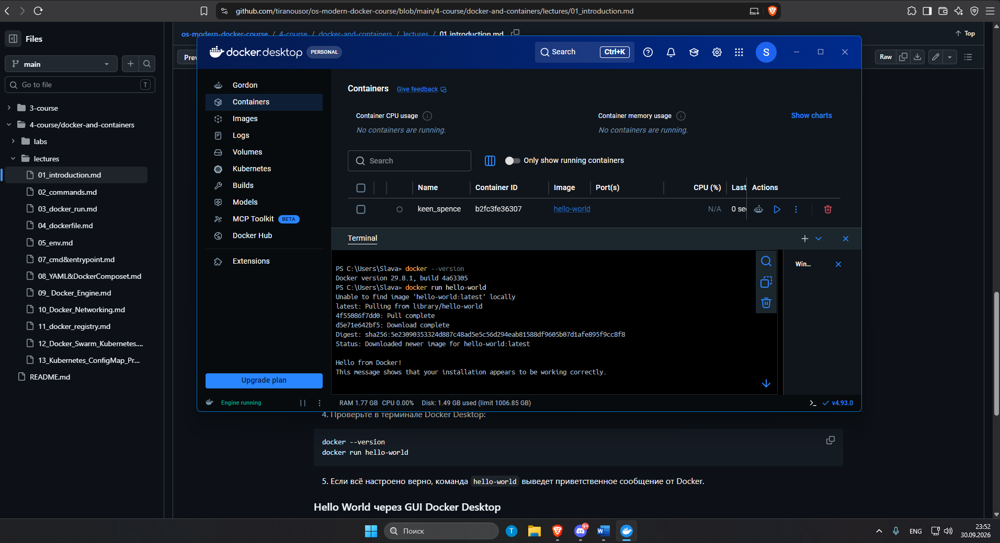 github.com/tiranousor/os-modern-docker-course/blob/main/4-course/docker-and-containers/lectures/01_introduction.md
Files
main
Go to file
T
3-course
4-course/docker-and-containers
labs
lectures
01_introduction.md
02_commands.md
03_docker_run.md
04_dockerfile.md
05_env.md
07_cmd&entrypoint.md
08_YAML&DockerComposet.md
09_ Docker_Engine.md
10_Docker_Networking.md
11_docker_registry.md
12_Docker_Swarm_Kubernetes....
13_Kubernetes_ConfigMap_Pr...
README.md
os-modern-docker-course / 4-course / docker-and-containers / lectures / 01_introduction.md
Top
Prev
Raw
docker.desktop PERSONAL
Search Ctrl+K
S
Gordon
Containers
Images
Logs
Volumes
Kubernetes
Builds
Models
MCP Toolkit BETA
Docker Hub
Extensions
Upgrade plan
Containers Give feedback
Container CPU usage
No containers are running.
Container memory usage
No containers are running.
Show charts
Search
Only show running containers
Name Container ID Image Port(s) CPU (%) Last Actions
keen_spence b2fc3fe36307 hello-world N/A 0 sec
Terminal
Win...
PS C:\Users\Slava> docker --version
Docker version 29.8.1, build 4a63305
PS C:\Users\Slava> docker run hello-world
Unable to find image 'hello-world:latest' locally
latest: Pulling from library/hello-world
4f55086f7dd0: Pull complete
d5e71e642bf5: Download complete
Digest: sha256:5e23090353324d887c48ad5e5c56d294eab81588df9605b07d1afe895f9cc8f8
Status: Downloaded newer image for hello-world:latest
Hello from Docker!
This message shows that your installation appears to be working correctly.
Engine running
RAM 1.77 GB CPU 0.00% Disk: 1.49 GB used (limit 1006.85 GB)
v4.93.0
4. Проверьте в терминале Docker Desktop:
docker --version
docker run hello-world
5. Если всё настроено верно, команда hello-world выведет приветственное сообщение от Docker.
Hello World через GUI Docker Desktop
Поиск
T
9+
W
ENG
23:52
30.09.2026